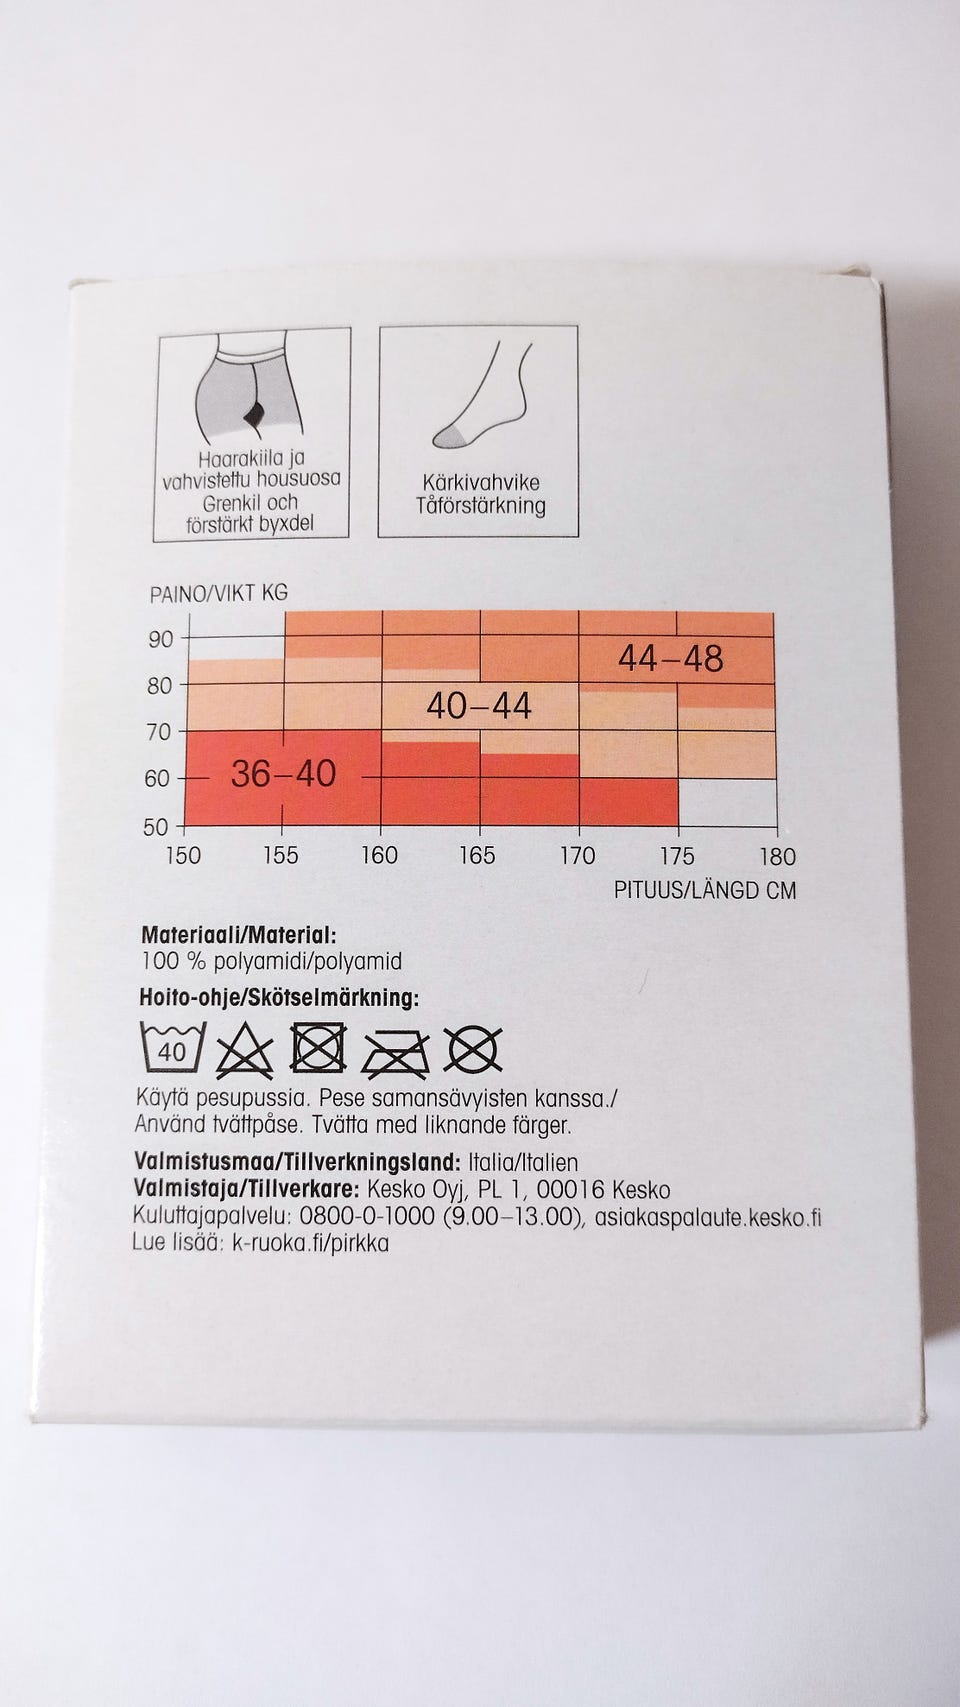 Haarakiila ja
vahvistettu housuosa
Grenkil och
förstärkt byxdel
Kärkivahvike
Tåförstärkning
PAINO/VIKT KG
90
80
70
60
50
44–48
40–44
36–40
150 155 160 165 170 175 180
PITUUS/LÄNGD CM
Materiaali/Material:
100 % polyamidi/polyamid
Hoito-ohje/Skötselmärkning:
40
Käytä pesupussia. Pese samansävyisten kanssa./
Använd tvättpåse. Tvätta med liknande färger.
Valmistusmaa/Tillverkningsland: Italia/Italien
Valmistaja/Tillverkare: Kesko Oyj, PL 1, 00016 Kesko
Kuluttajapalvelu: 0800-0-1000 (9.00–13.00), asiakaspalaute.kesko.fi
Lue lisää: k-ruoka.fi/pirkka